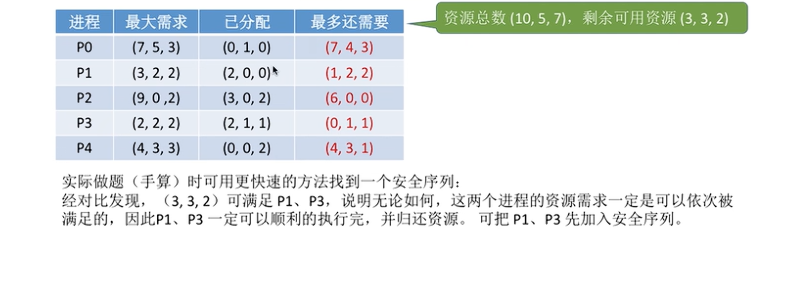 资源总数 (10, 5, 7)，剩余可用资源 (3, 3, 2)
进程 最大需求 已分配 最多还需要
P0 (7, 5, 3) (0, 1, 0) (7, 4, 3)
P1 (3, 2, 2) (2, 0, 0) (1, 2, 2)
P2 (9, 0 ,2) (3, 0, 2) (6, 0, 0)
P3 (2, 2, 2) (2, 1, 1) (0, 1, 1)
P4 (4, 3, 3) (0, 0, 2) (4, 3, 1)
实际做题（手算）时可用更快速的方法找到一个安全序列：
经对比发现，（3, 3, 2）可满足 P1、P3，说明无论如何，这两个进程的资源需求一定是可以依次被
满足的，因此P1、P3 一定可以顺利的执行完，并归还资源。 可把 P1、P3 先加入安全序列。